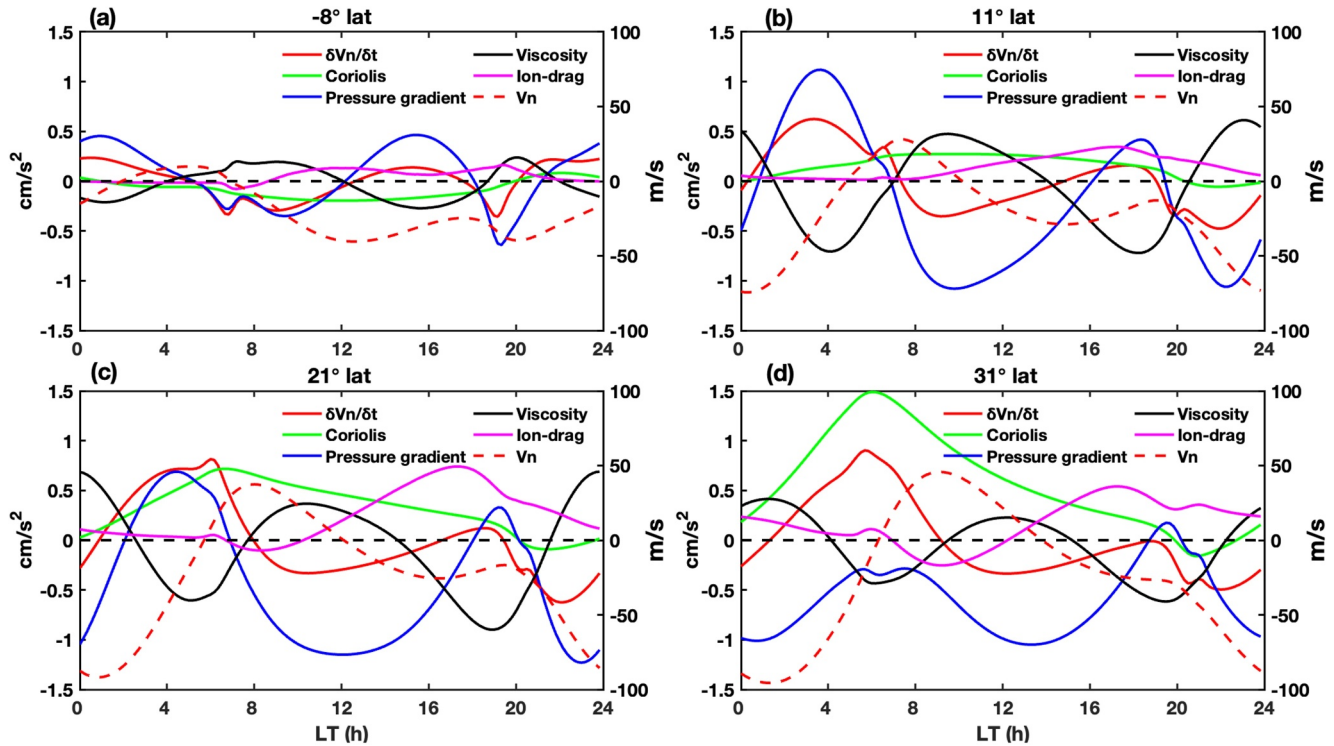 (a) -8° lat
cm/s²
1.5
1
0.5
0
-0.5
-1
-1.5
δVn/δt Viscosity
Coriolis Ion-drag
Pressure gradient Vn
100
50
0
-50
-100
m/s
0 4 8 12 16 20 24
(b) 11° lat
cm/s²
1.5
1
0.5
0
-0.5
-1
-1.5
δVn/δt Viscosity
Coriolis Ion-drag
Pressure gradient Vn
100
50
0
-50
-100
m/s
0 4 8 12 16 20 24
(c) 21° lat
cm/s²
1.5
1
0.5
0
-0.5
-1
-1.5
δVn/δt Viscosity
Coriolis Ion-drag
Pressure gradient Vn
100
50
0
-50
-100
m/s
0 4 8 12 16 20 24
LT (h)
(d) 31° lat
cm/s²
1.5
1
0.5
0
-0.5
-1
-1.5
δVn/δt Viscosity
Coriolis Ion-drag
Pressure gradient Vn
100
50
0
-50
-100
m/s
0 4 8 12 16 20 24
LT (h)